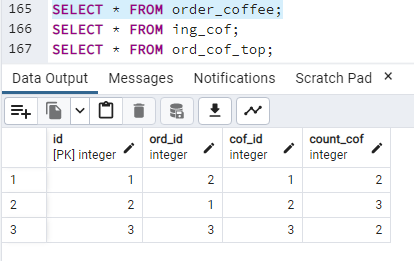 165 SELECT * FROM order_coffee;
166 SELECT * FROM ing_cof;
167 SELECT * FROM ord_cof_top;
Data Output Messages Notifications Scratch Pad ×
id [PK] integer ord_id integer cof_id integer count_cof integer
1 1 2 1 2
2 2 1 2 3
3 3 3 3 2